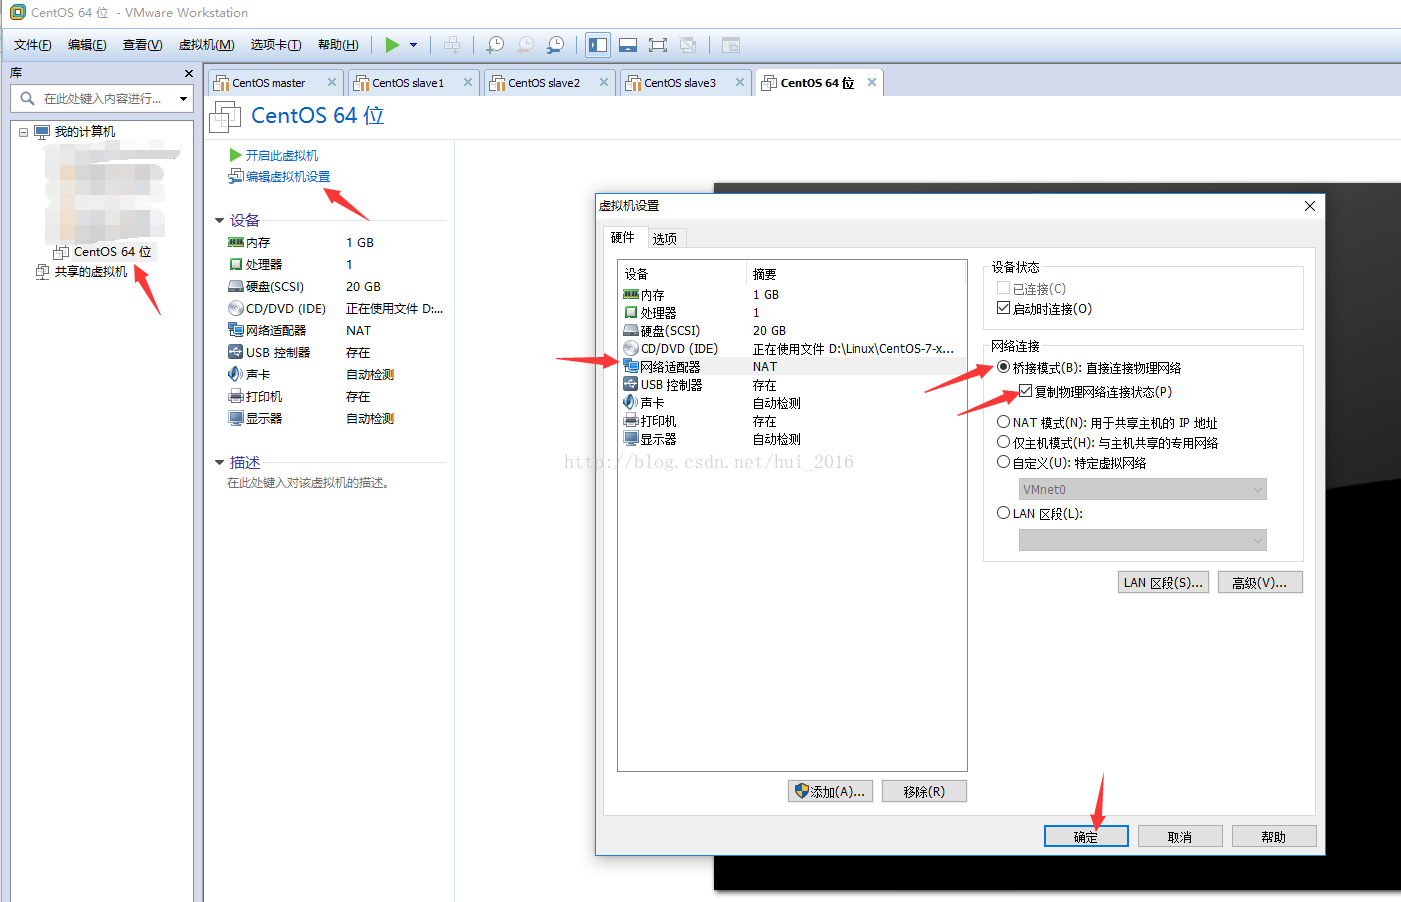 CentOS 64 位 - VMware Workstation
文件(F) 编辑(E) 查看(V) 虚拟机(M) 选项卡(T) 帮助(H)
库
在此处键入内容进行...
我的计算机
CentOS 64 位
共享的虚拟机
CentOS master
CentOS slave1
CentOS slave2
CentOS slave3
CentOS 64 位
CentOS 64 位
开启此虚拟机
编辑虚拟机设置
设备
内存 1 GB
处理器 1
硬盘(SCSI) 20 GB
CD/DVD (IDE) 正在使用文件 D:...
网络适配器 NAT
USB 控制器 存在
声卡 自动检测
打印机 存在
显示器 自动检测
描述
在此处键入对该虚拟机的描述。
虚拟机设置
硬件 选项
设备 摘要
内存 1 GB
处理器 1
硬盘(SCSI) 20 GB
CD/DVD (IDE) 正在使用文件 D:\Linux\CentOS-7-x...
网络适配器 NAT
USB 控制器 存在
声卡 自动检测
打印机 存在
显示器 自动检测
添加(A)... 移除(R)
设备状态
已连接(C)
启动时连接(O)
网络连接
桥接模式(B): 直接连接物理网络
复制物理网络连接状态(P)
NAT 模式(N): 用于共享主机的 IP 地址
仅主机模式(H): 与主机共享的专用网络
自定义(U): 特定虚拟网络
VMnet0
LAN 区段(L):
LAN 区段(S)... 高级(V)...
确定 取消 帮助
http://blog.csdn.net/hui_2016